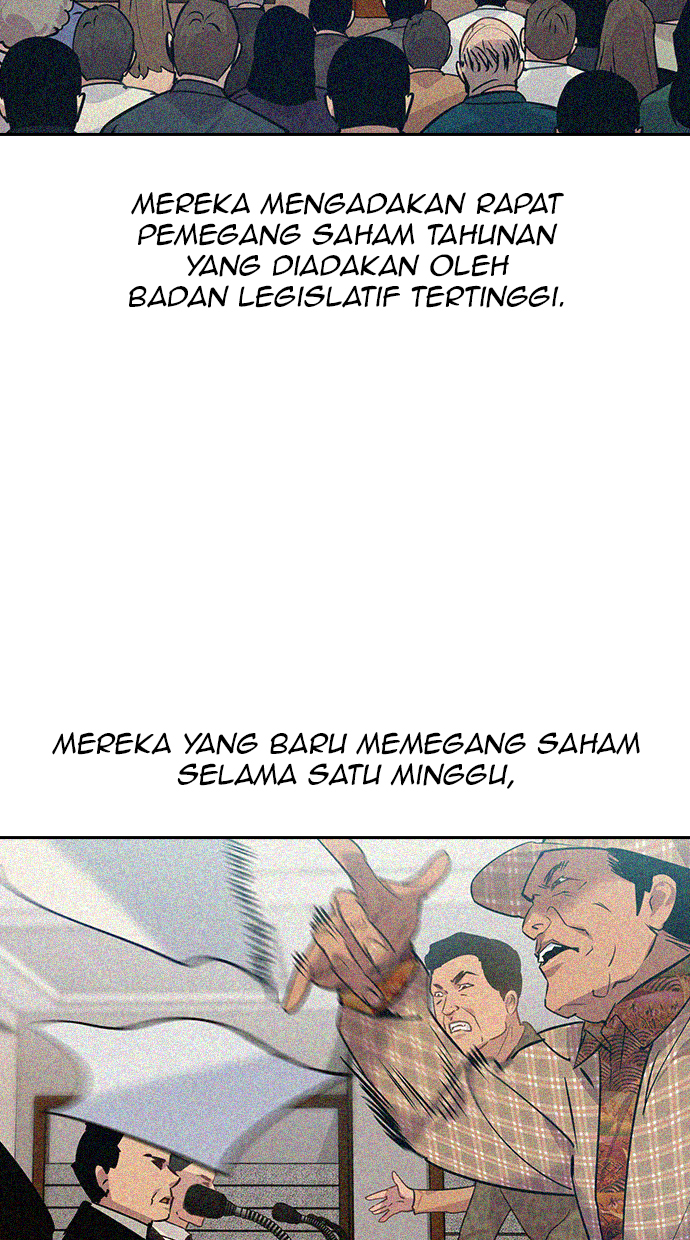 MEREKA MENGADAKAN RAPAT
PEMEGANG SAHAM TAHUNAN
YANG DIADAKAN OLEH
BADAN LEGISLATIF TERTINGGI.
MEREKA YANG BARU MEMEGANG SAHAM
SELAMA SATU MINGGU,